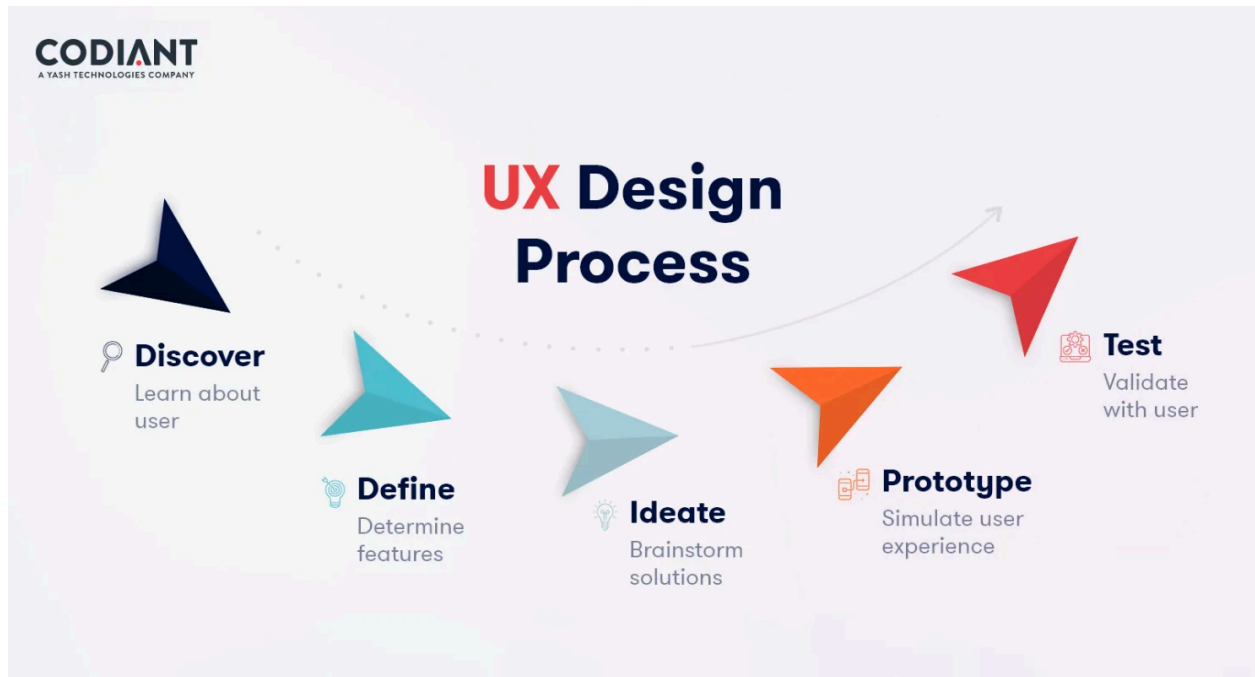 CODIANT
A YASH TECHNOLOGIES COMPANY
UX Design
Process
Discover
Learn about
user
Define
Determine
features
Ideate
Brainstorm
solutions
Prototype
Simulate user
experience
Test
Validate
with user